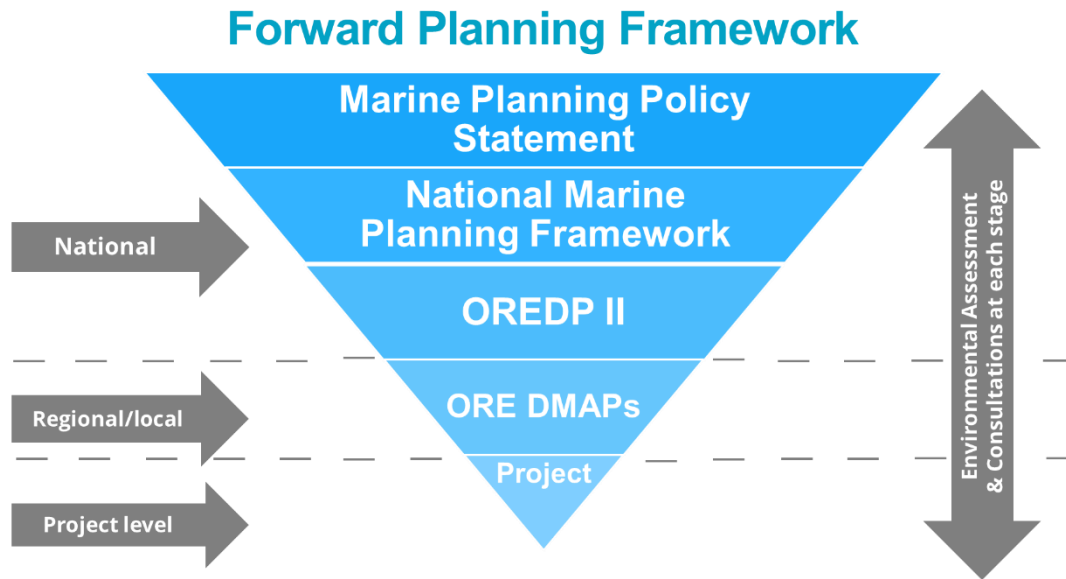 Forward Planning Framework
Marine Planning Policy
Statement
National Marine
Planning Framework
OREDP II
ORE DMAPs
Project
National
Regional/local
Project level
Environmental Assessment
& Consultations at each stage